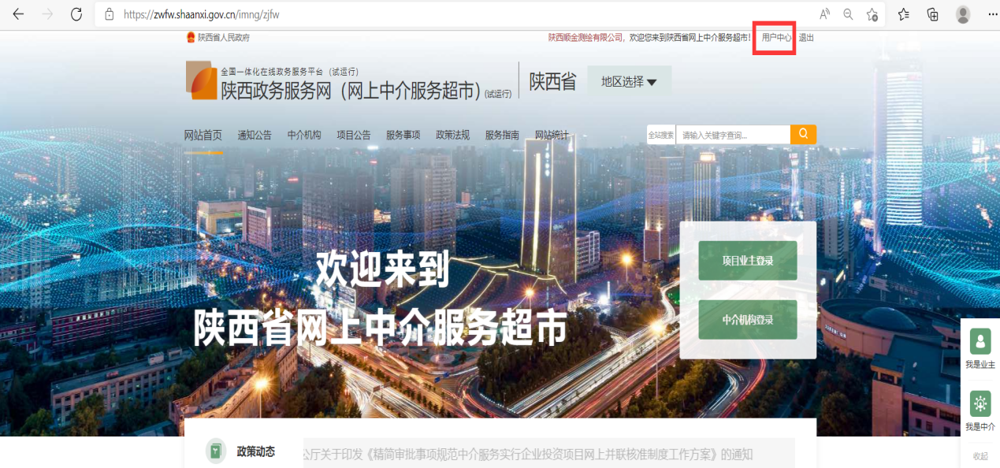 https://zwfw.shaanxi.gov.cn/imng/zjfw
陕西省人民政府
陕西顺金测绘有限公司，欢迎您来到陕西省网上中介服务超市！ 用户中心 退出
全国一体化在线政务服务平台（试运行）
陕西政务服务网（网上中介服务超市）(试运行)
陕西省
地区选择
网站首页 通知公告 中介机构 项目公告 服务事项 政策法规 服务指南 网站统计
全站搜索 请输入关键字查询...
欢迎来到
陕西省网上中介服务超市
项目业主登录
中介机构登录
我是业主
我是中介
收起
政策动态
公厅关于印发《精简审批事项规范中介服务实行企业投资项目网上并联核准制度工作方案》的通知